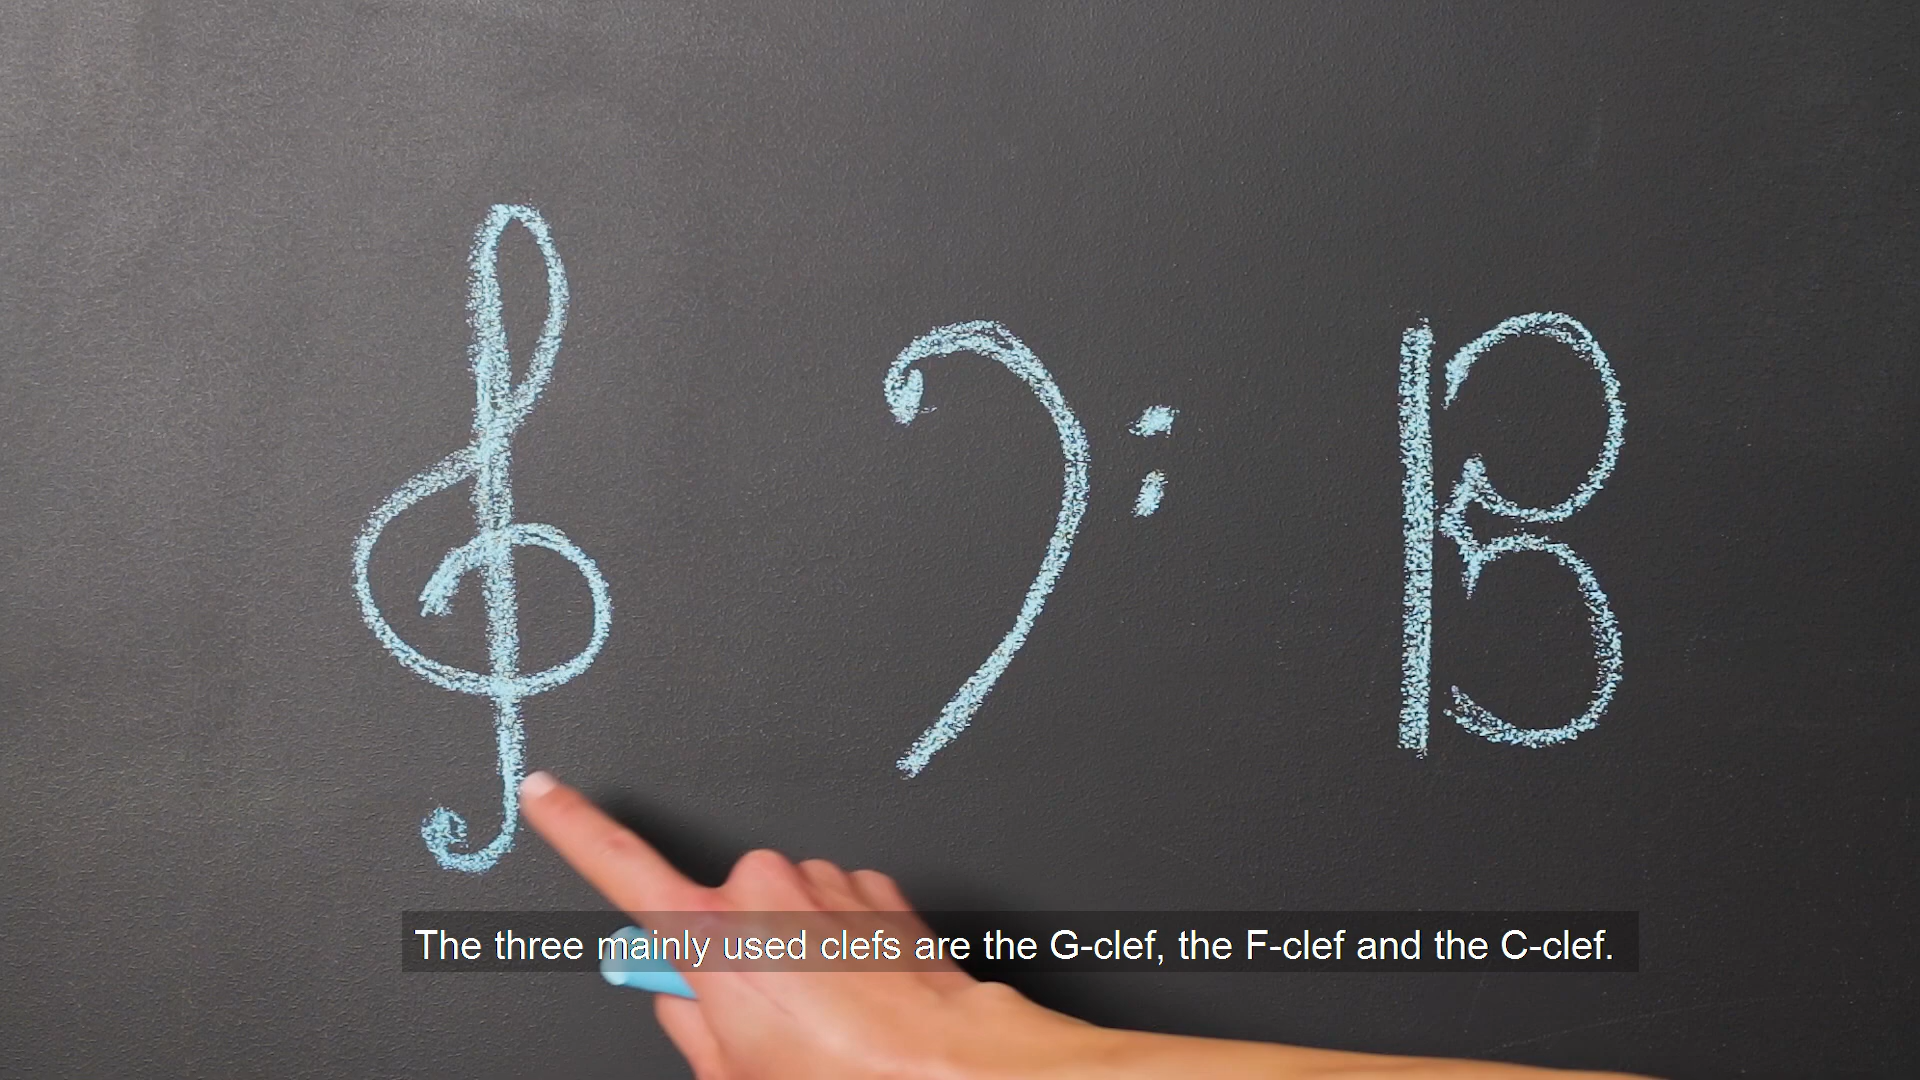 The three mainly used clefs are the G-clef, the F-clef and the C-clef.